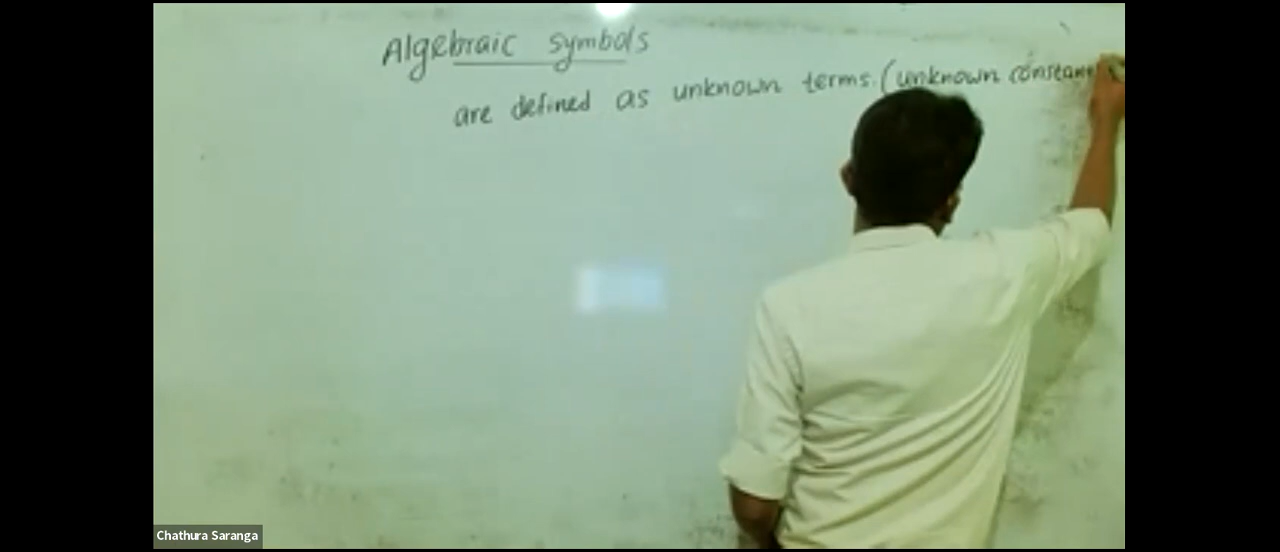 Algebraic symbols
are defined as unknown terms. (unknown constant
Chathura Saranga